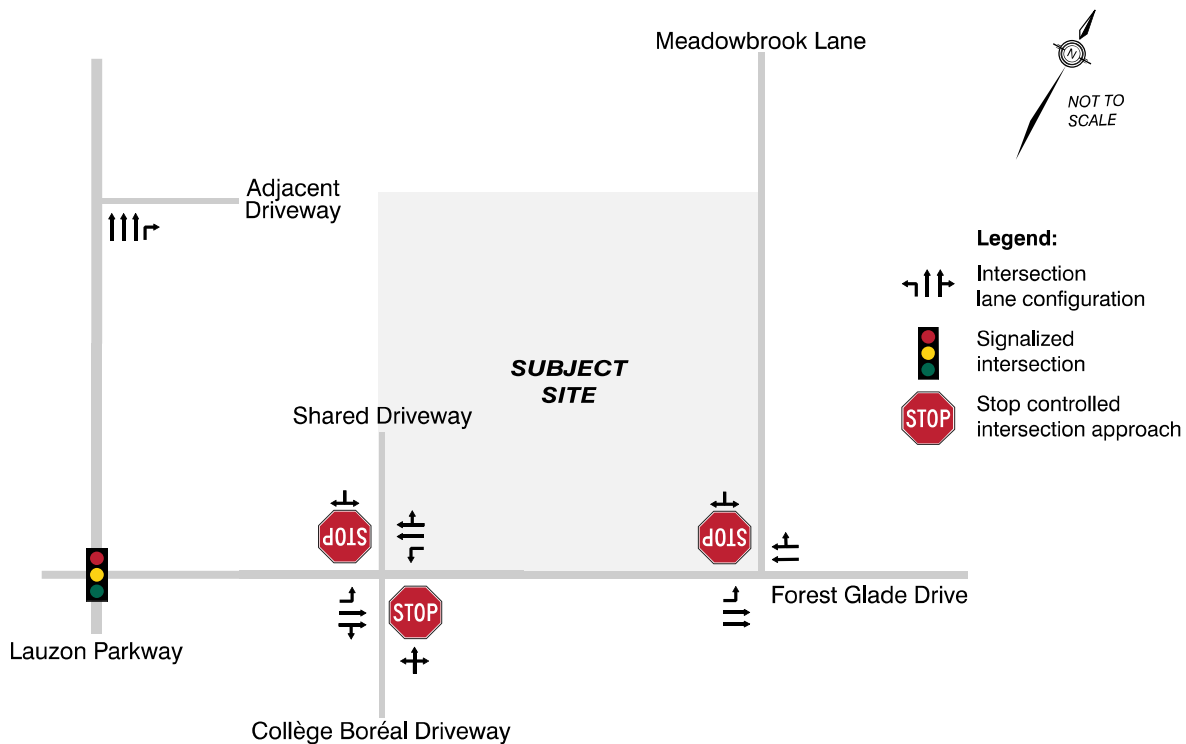 Meadowbrook Lane
N
NOT TO
SCALE
Adjacent
Driveway
Legend:
Intersection
lane configuration
Signalized
intersection
STOP
Stop controlled
intersection approach
SUBJECT
SITE
Shared Driveway
STOP
STOP
STOP
Forest Glade Drive
Lauzon Parkway
Collège Boréal Driveway